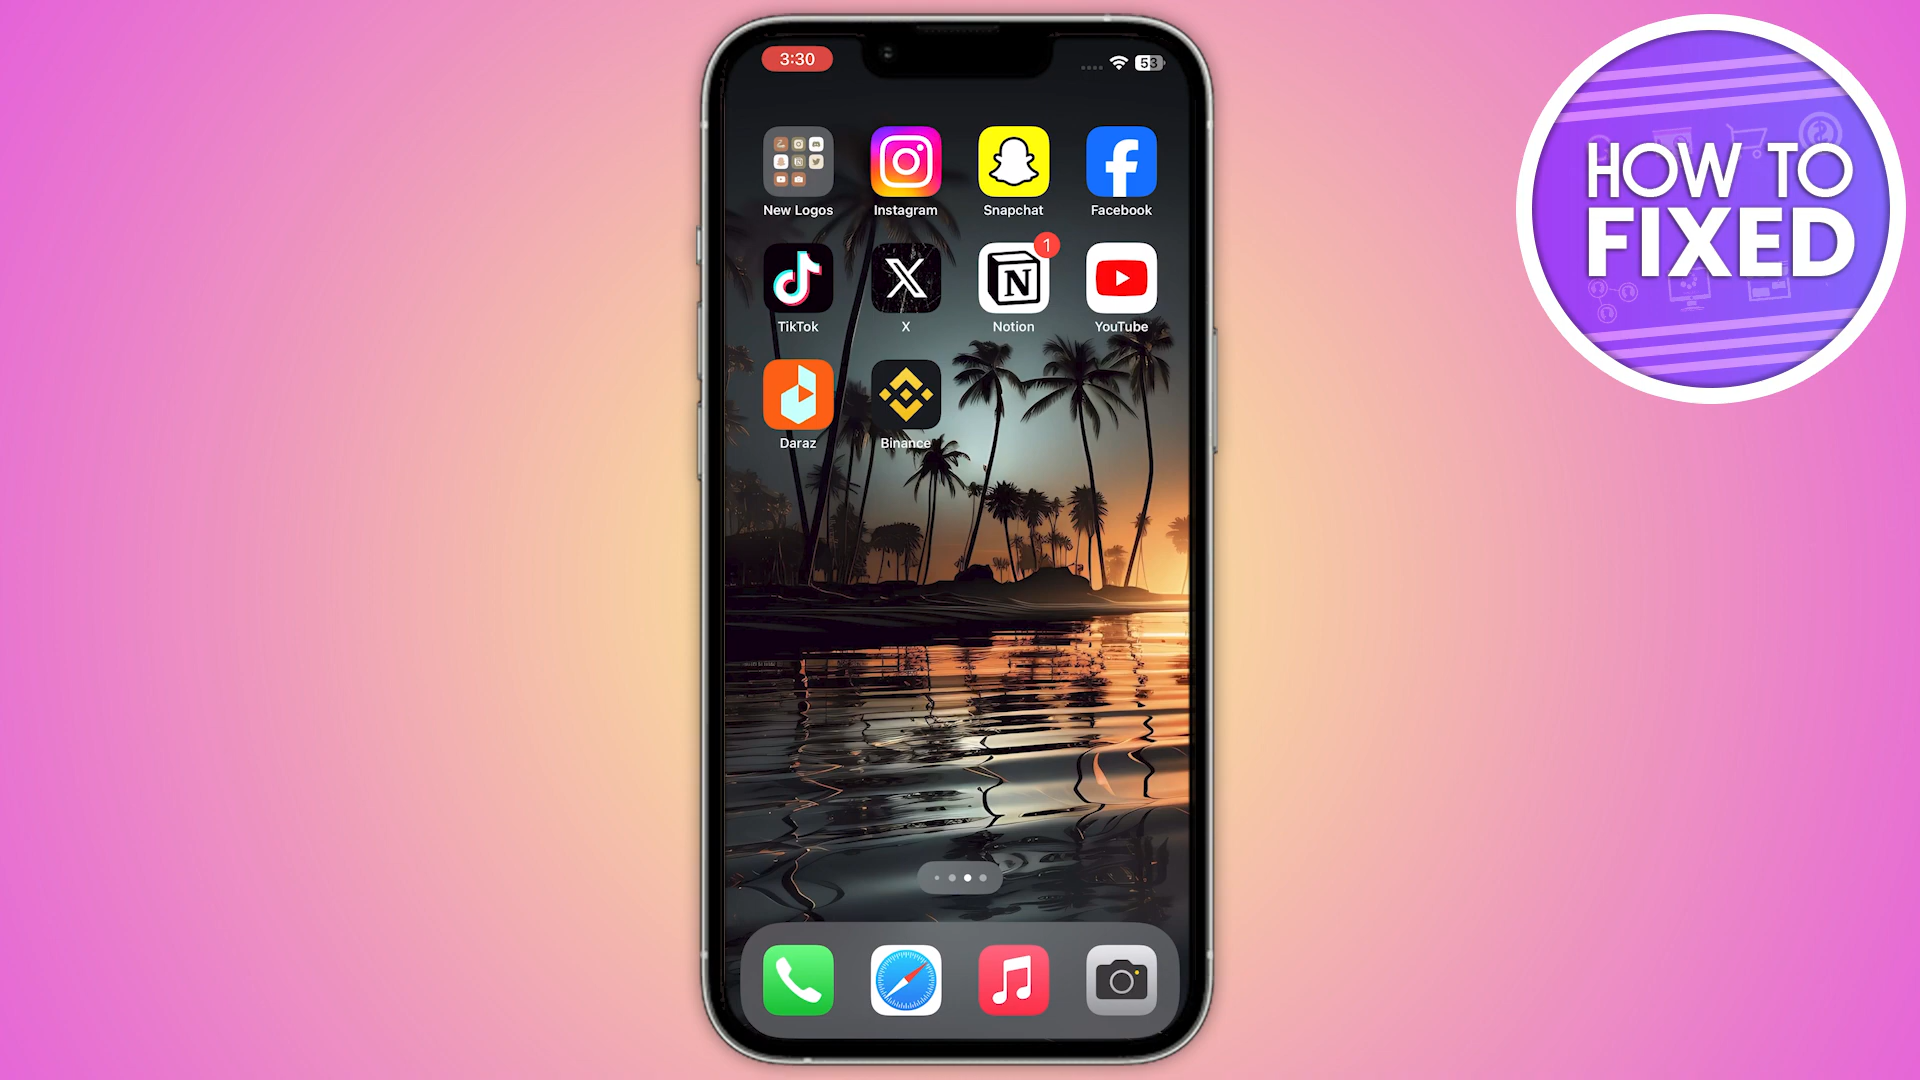 3:30
53
New Logos
Instagram
Snapchat
Facebook
1
TikTok
X
Notion
YouTube
Daraz
Binance
HOW TO
FIXED